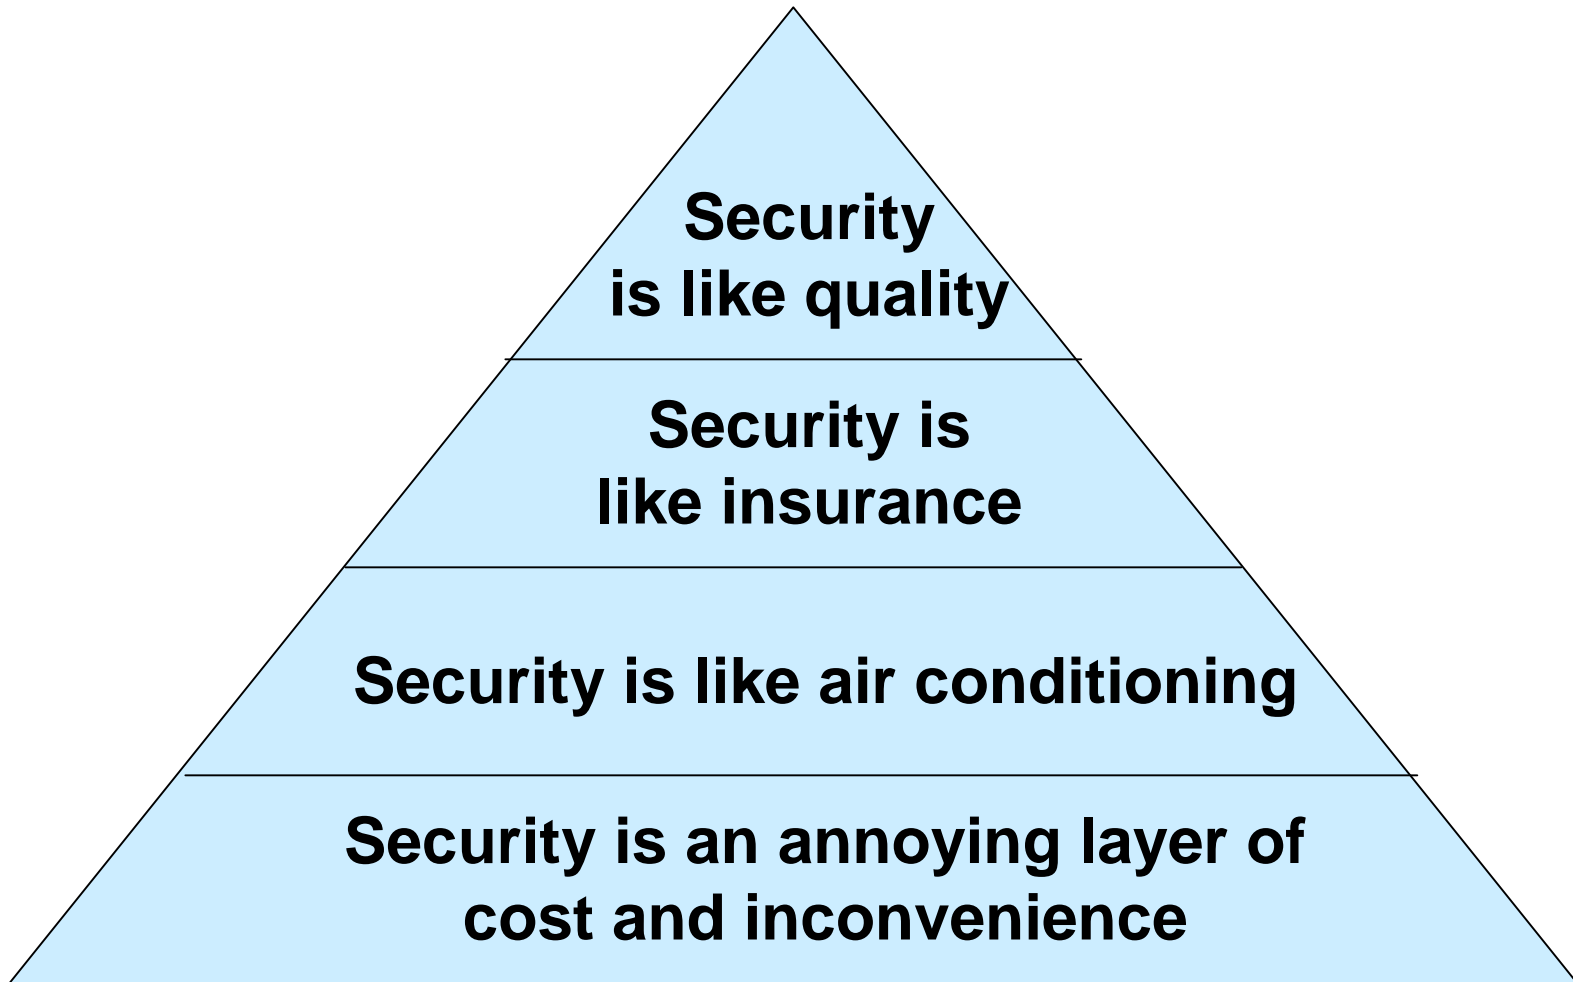 Security
is like quality
Security is
like insurance
Security is like air conditioning
Security is an annoying layer of
cost and inconvenience